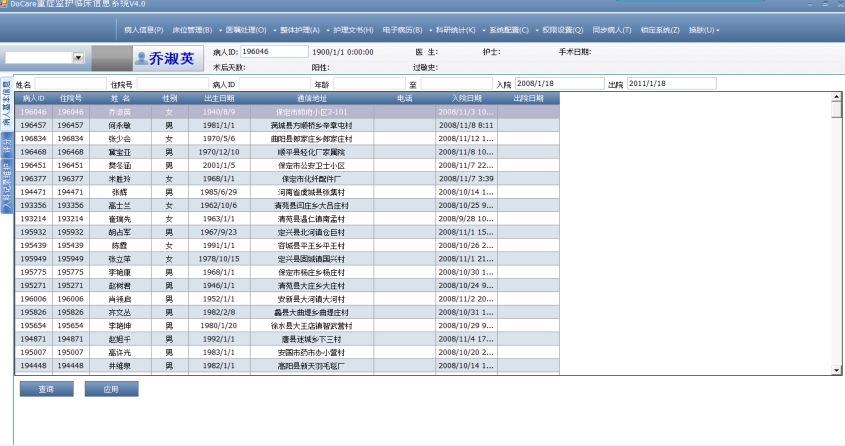 DoCare重症监护临床信息系统V4.0
病人信息(P) 床位管理(B) 医嘱处理(O) 整体护理(A) 护理文书(H) 电子病历(B) 科研统计(K) 系统配置(C) 权限设置(Q) 同步病人(T) 锁定系统(Z) 换肤(U)
乔淑英 病人ID: 196046 1900/1/1 0:00:00 医 生: 护士: 手术日期:
术后天数: 阳性: 过敏史:
姓名 住院号 病人ID 年龄 至 入院 2008/1/18 出院 2011/1/18
病人基本信息
评分
入科记录维护
病人ID 住院号 姓 名 性别 出生日期 通信地址 电话 入院日期 出院日期
196046 196046 乔淑英 女 1940/8/9 保定市帅府小区2-101 2008/11/3 10...
196457 196457 何永敬 男 1981/1/1 满城县方顺桥乡辛章屯村 2008/11/8 8:11
196834 196834 张少会 女 1970/5/6 曲阳县郎家庄乡郎家庄村 2008/11/12 1...
196468 196468 冀宝亚 男 1970/12/10 顺平县轻化厂家属院 2008/11/8 10...
196451 196451 樊冬涵 男 2001/1/5 保定市公安卫士小区 2008/11/7 22...
196377 196377 米胜玲 女 1968/1/1 保定市化纤配件厂 2008/11/7 3:39
194471 194471 张辉 男 1985/6/29 河南省虞城县张集村 2008/10/14 1...
193356 193356 高士兰 女 1962/10/6 清苑县闫庄乡大吕庄村 2008/10/25 9...
193214 193214 崔瑞先 女 1963/1/1 清苑县温仁镇南孟村 2008/9/28 10...
195932 195932 胡占军 男 1967/9/23 定兴县北河镇仓巨村 2008/11/1 15...
195439 195439 陈霞 女 1991/1/1 容城县平王乡平王村 2008/10/26 2...
195949 195949 张立萍 女 1978/10/15 定兴县固城镇国兴村 2008/11/1 21...
195775 195775 李艳康 男 1968/1/1 保定市杨庄乡杨庄村 2008/10/30 1...
195271 195271 赵树君 男 1946/1/1 清苑县大庄乡大庄村 2008/10/24 9...
196006 196006 肖领启 男 1952/1/1 安新县大河镇大河村 2008/11/2 20...
195826 195826 亦文丛 男 1982/2/8 蠡县大曲堤乡曲堤庄村 2008/10/31 1...
195654 195654 李艳坤 男 1980/1/20 徐水县大王店镇智武营村 2008/10/29 9...
194871 194871 赵旭千 男 1992/1/1 唐县迷城乡下三村 2008/11/4 17...
195007 195007 高许光 男 1983/1/1 安国市药市办小营村 2008/10/20 2...
194448 194448 井维泉 男 1982/1/1 高阳县新天羽毛毯厂 2008/10/14 1...
查询 应用